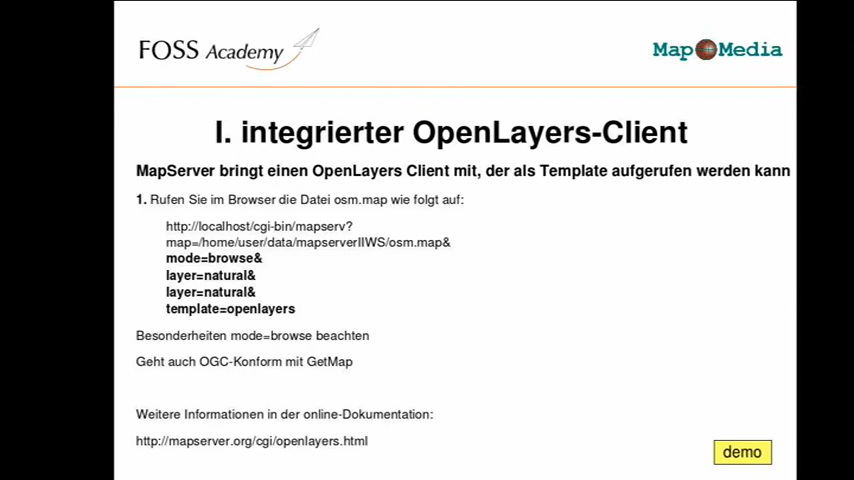 FOSS Academy
Map Media
I. integrierter OpenLayers-Client
MapServer bringt einen OpenLayers Client mit, der als Template aufgerufen werden kann
1. Rufen Sie im Browser die Datei osm.map wie folgt auf:
http://localhost/cgi-bin/mapserv?
map=/home/user/data/mapserverIIWS/osm.map&
mode=browse&
layer=natural&
layer=natural&
template=openlayers
Besonderheiten mode=browse beachten
Geht auch OGC-Konform mit GetMap
Weitere Informationen in der online-Dokumentation:
http://mapserver.org/cgi/openlayers.html
demo